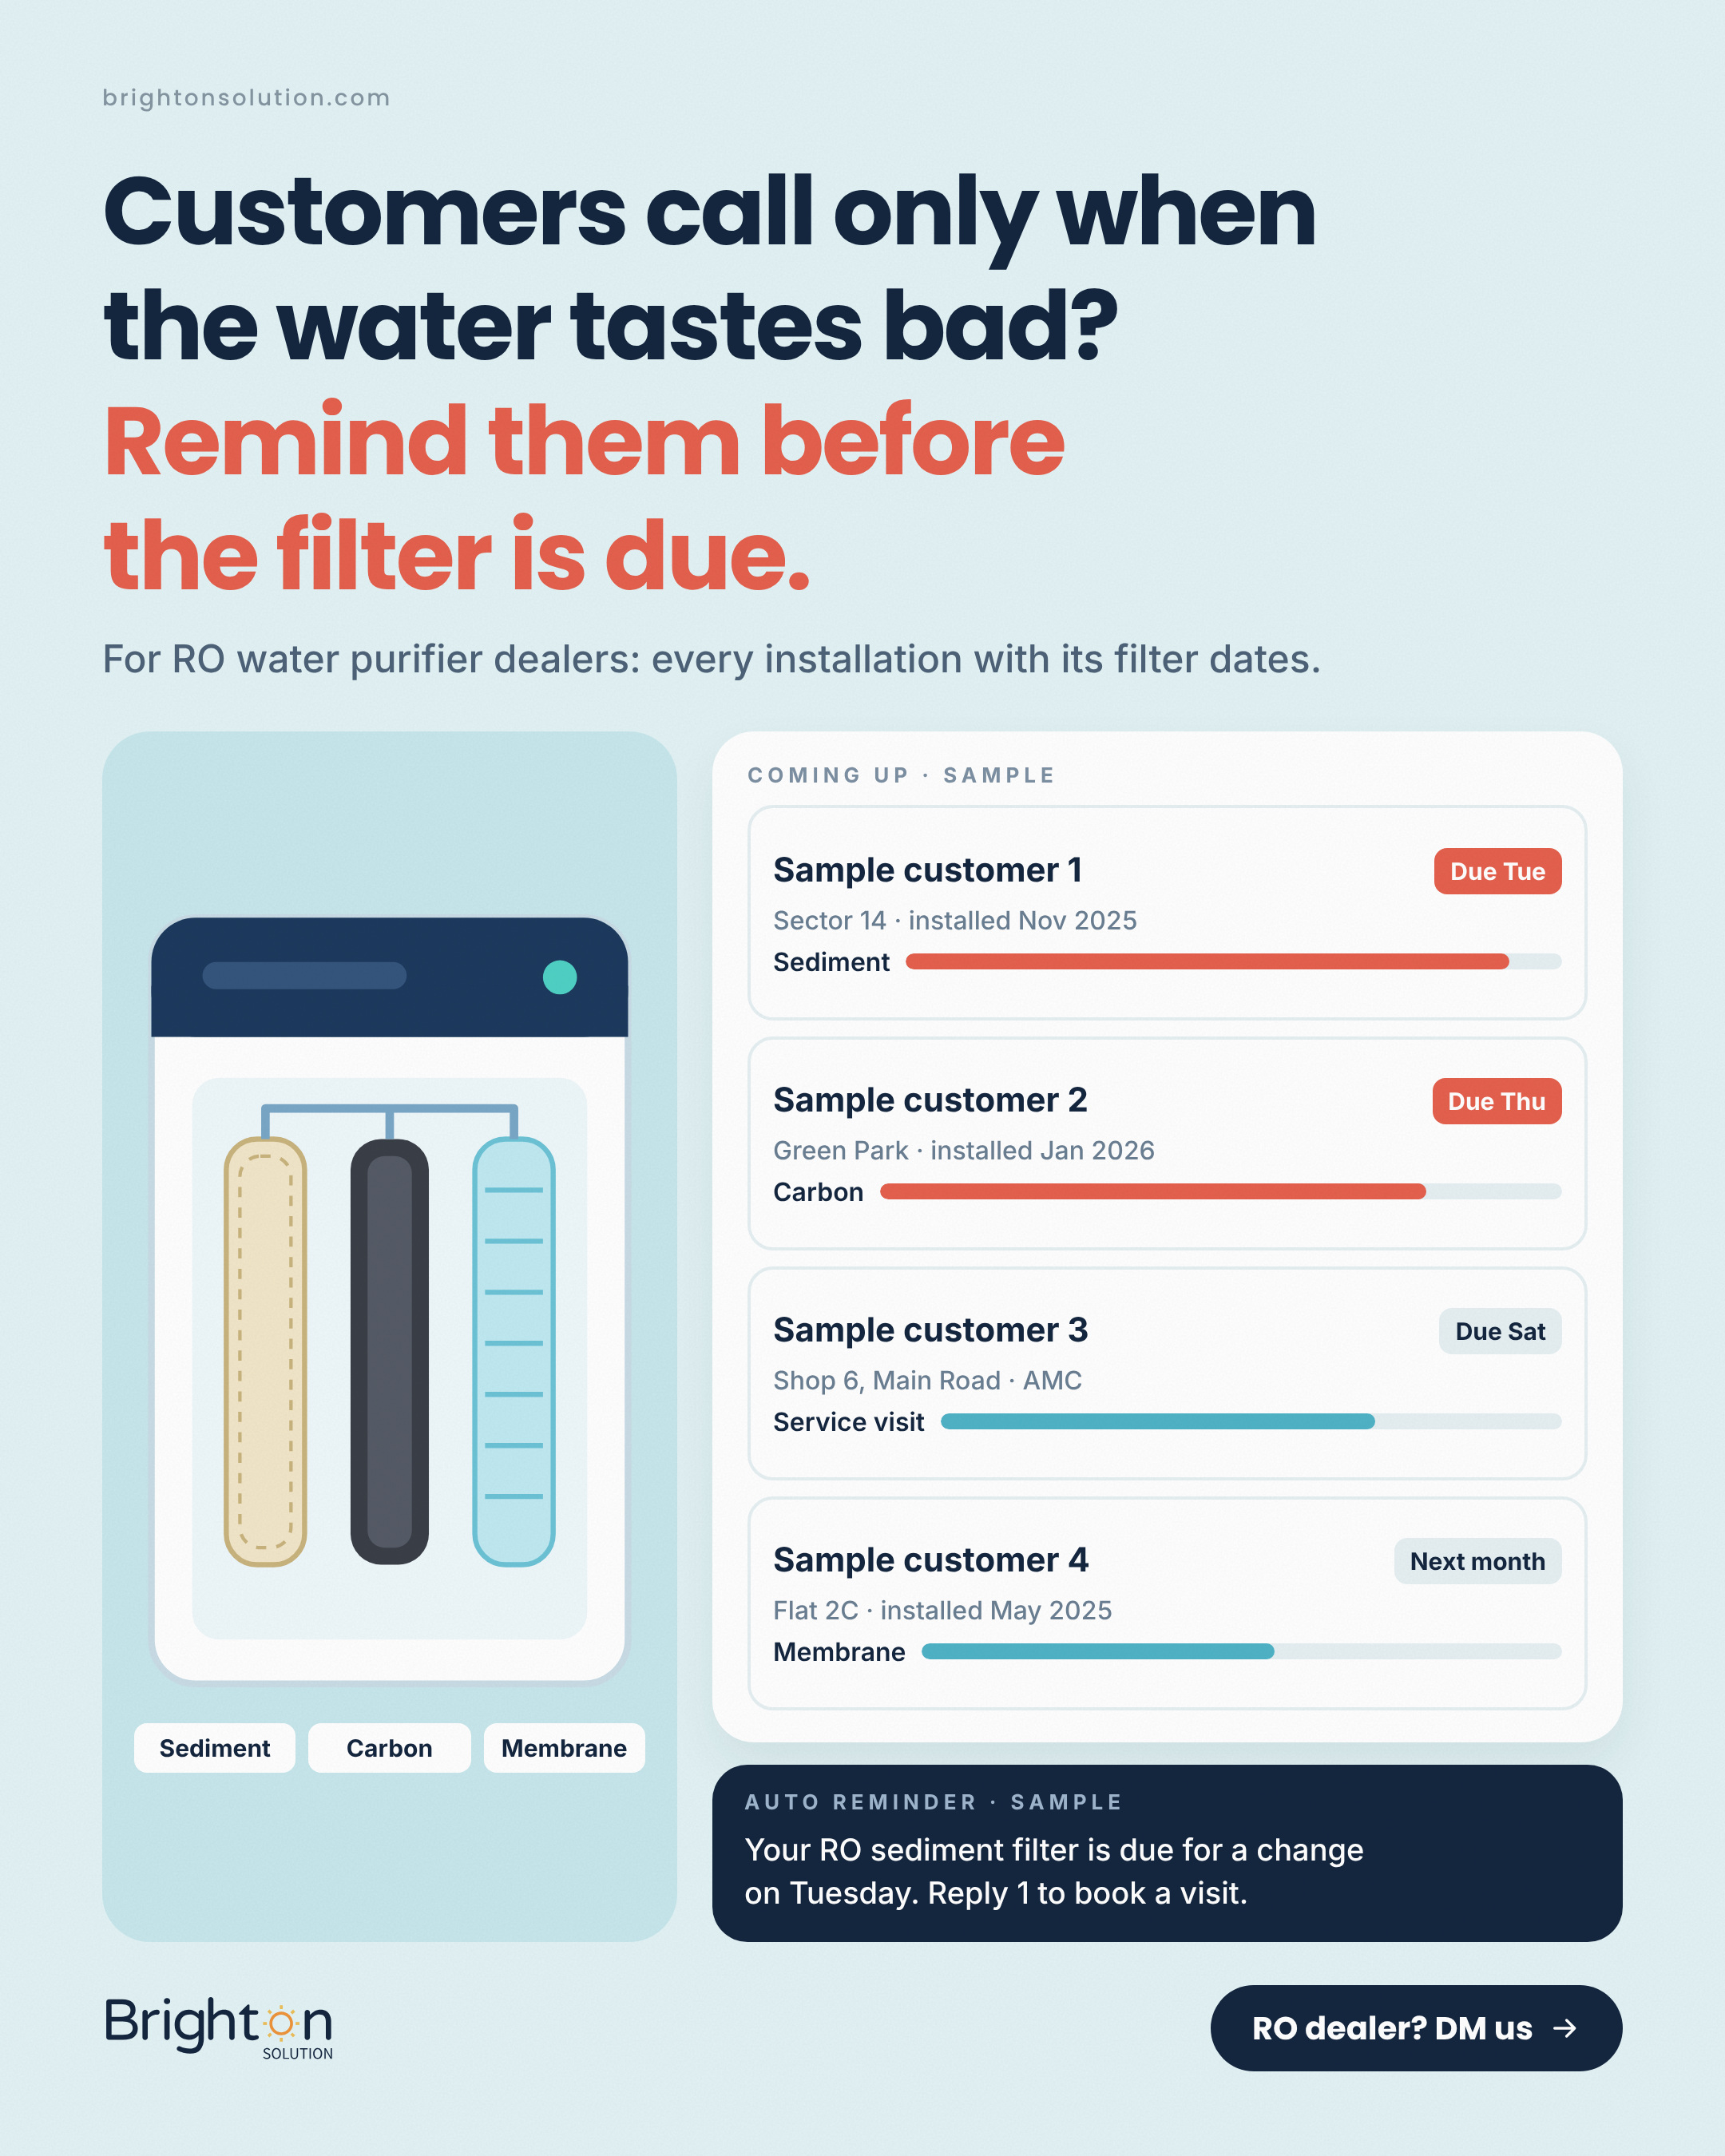 brightonsolution.com
Customers call only when
the water tastes bad?
Remind them before
the filter is due.
For RO water purifier dealers: every installation with its filter dates.
Sediment
Carbon
Membrane
COMING UP · SAMPLE
Sample customer 1
Due Tue
Sector 14 · installed Nov 2025
Sediment
Sample customer 2
Due Thu
Green Park · installed Jan 2026
Carbon
Sample customer 3
Due Sat
Shop 6, Main Road · AMC
Service visit
Sample customer 4
Next month
Flat 2C · installed May 2025
Membrane
AUTO REMINDER · SAMPLE
Your RO sediment filter is due for a change
on Tuesday. Reply 1 to book a visit.
Brighton
SOLUTION
RO dealer? DM us →